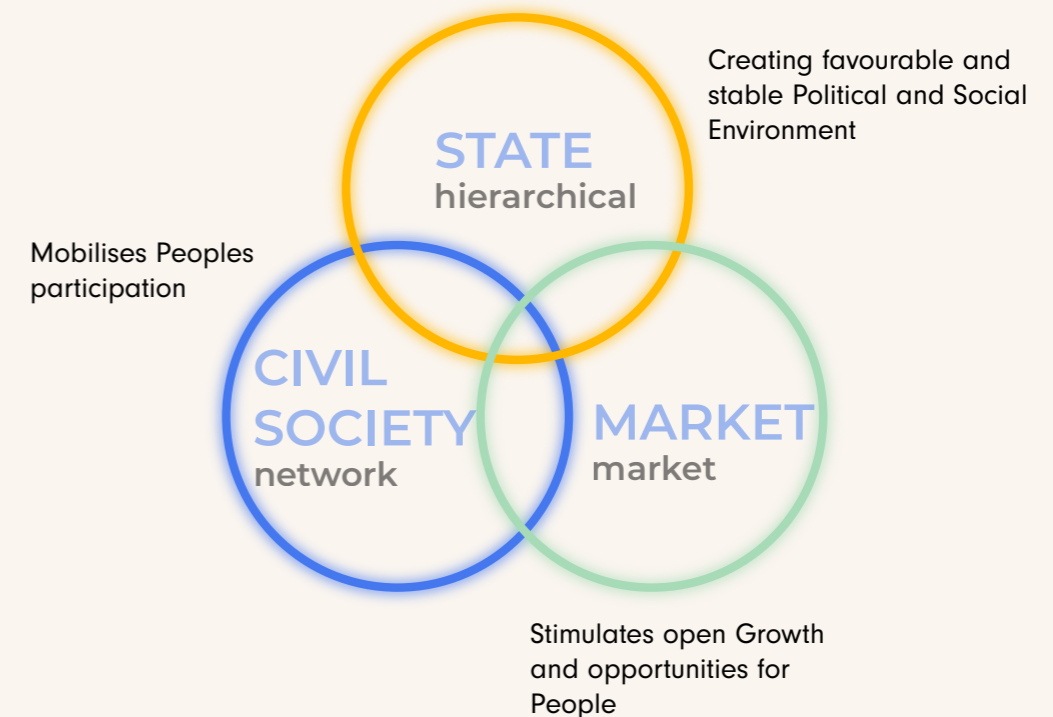 Creating favourable and
stable Political and Social
Environment
STATE
hierarchical
Mobilises Peoples
participation
CIVIL
SOCIETY
network
MARKET
market
Stimulates open Growth
and opportunities for
People